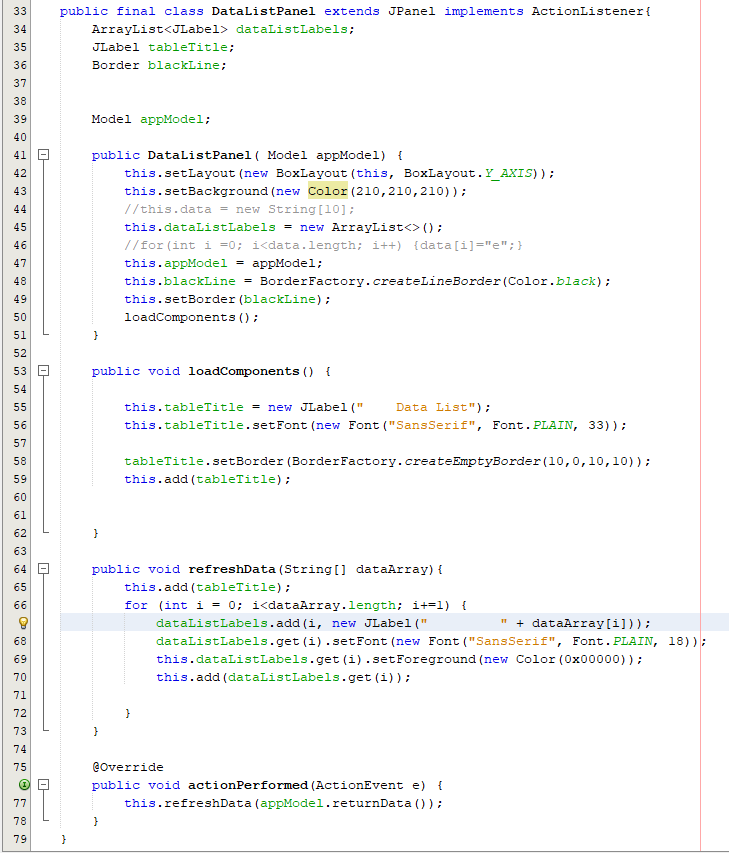 33 public final class DataListPanel extends JPanel implements ActionListener{
34     ArrayList<JLabel> dataListLabels;
35     JLabel tableTitle;
36     Border blackLine;
37
38
39     Model appModel;
40
41     public DataListPanel( Model appModel) {
42         this.setLayout(new BoxLayout(this, BoxLayout.Y_AXIS));
43         this.setBackground(new Color(210,210,210));
44         //this.data = new String[10];
45         this.dataListLabels = new ArrayList<>();
46         //for(int i =0; i<data.length; i++) {data[i]="e";}
47         this.appModel = appModel;
48         this.blackLine = BorderFactory.createLineBorder(Color.black);
49         this.setBorder(blackLine);
50         loadComponents();
51     }
52
53     public void loadComponents() {
54
55         this.tableTitle = new JLabel("    Data List");
56         this.tableTitle.setFont(new Font("SansSerif", Font.PLAIN, 33));
57
58         tableTitle.setBorder(BorderFactory.createEmptyBorder(10,0,10,10));
59         this.add(tableTitle);
60
61
62     }
63
64     public void refreshData(String[] dataArray){
65         this.add(tableTitle);
66         for (int i = 0; i<dataArray.length; i+=1) {
            dataListLabels.add(i, new JLabel("         " + dataArray[i]));
68             dataListLabels.get(i).setFont(new Font("SansSerif", Font.PLAIN, 18));
69             this.dataListLabels.get(i).setForeground(new Color(0x00000));
70             this.add(dataListLabels.get(i));
71
72         }
73     }
74
75     @Override
    public void actionPerformed(ActionEvent e) {
77         this.refreshData(appModel.returnData());
78     }
79 }